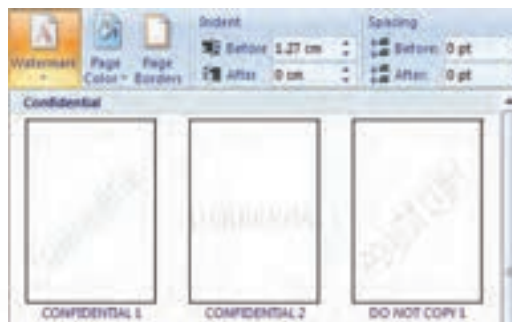 Indent Spacing
Watermark Page Color Page Borders Before 1.27 cm Before: 0 pt
After 0 cm After: 0 pt
Confidential
CONFIDENTIAL 1 CONFIDENTIAL 2 DO NOT COPY 1